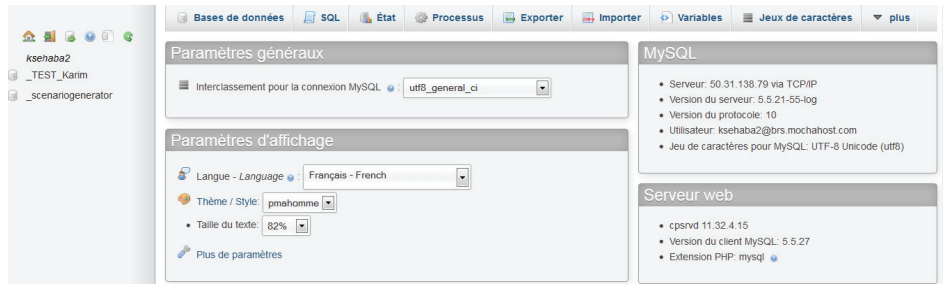 Bases de données SQL État Processus Exporter Importer Variables Jeux de caractères plus
ksehaba2
_TEST_Karim
_scenariogenerator
Paramètres généraux
Interclassement pour la connexion MySQL : utf8_general_ci
Paramètres d'affichage
Langue - Language : Français - French
Thème / Style: pmahomme
• Taille du texte: 82%
Plus de paramètres
MySQL
• Serveur: 50.31.138.79 via TCP/IP
• Version du serveur: 5.5.21-55-log
• Version du protocole: 10
• Utilisateur: ksehaba2@brs.mochahost.com
• Jeu de caractères pour MySQL: UTF-8 Unicode (utf8)
Serveur web
• cpsrvd 11.32.4.15
• Version du client MySQL: 5.5.27
• Extension PHP: mysql